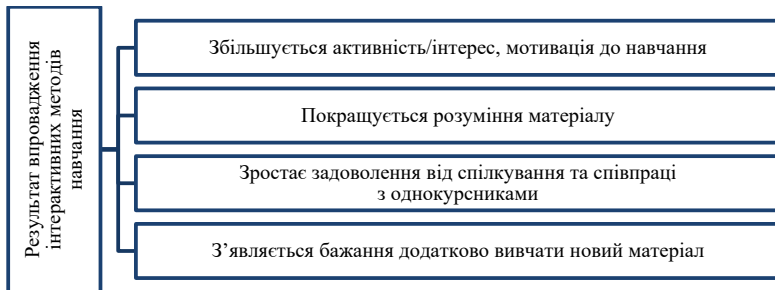 Результат впровадження
інтерактивних методів
навчання
Збільшується активність/інтерес, мотивація до навчання
Покращується розуміння матеріалу
Зростає задоволення від спілкування та співпраці
з однокурсниками
З’являється бажання додатково вивчати новий матеріал